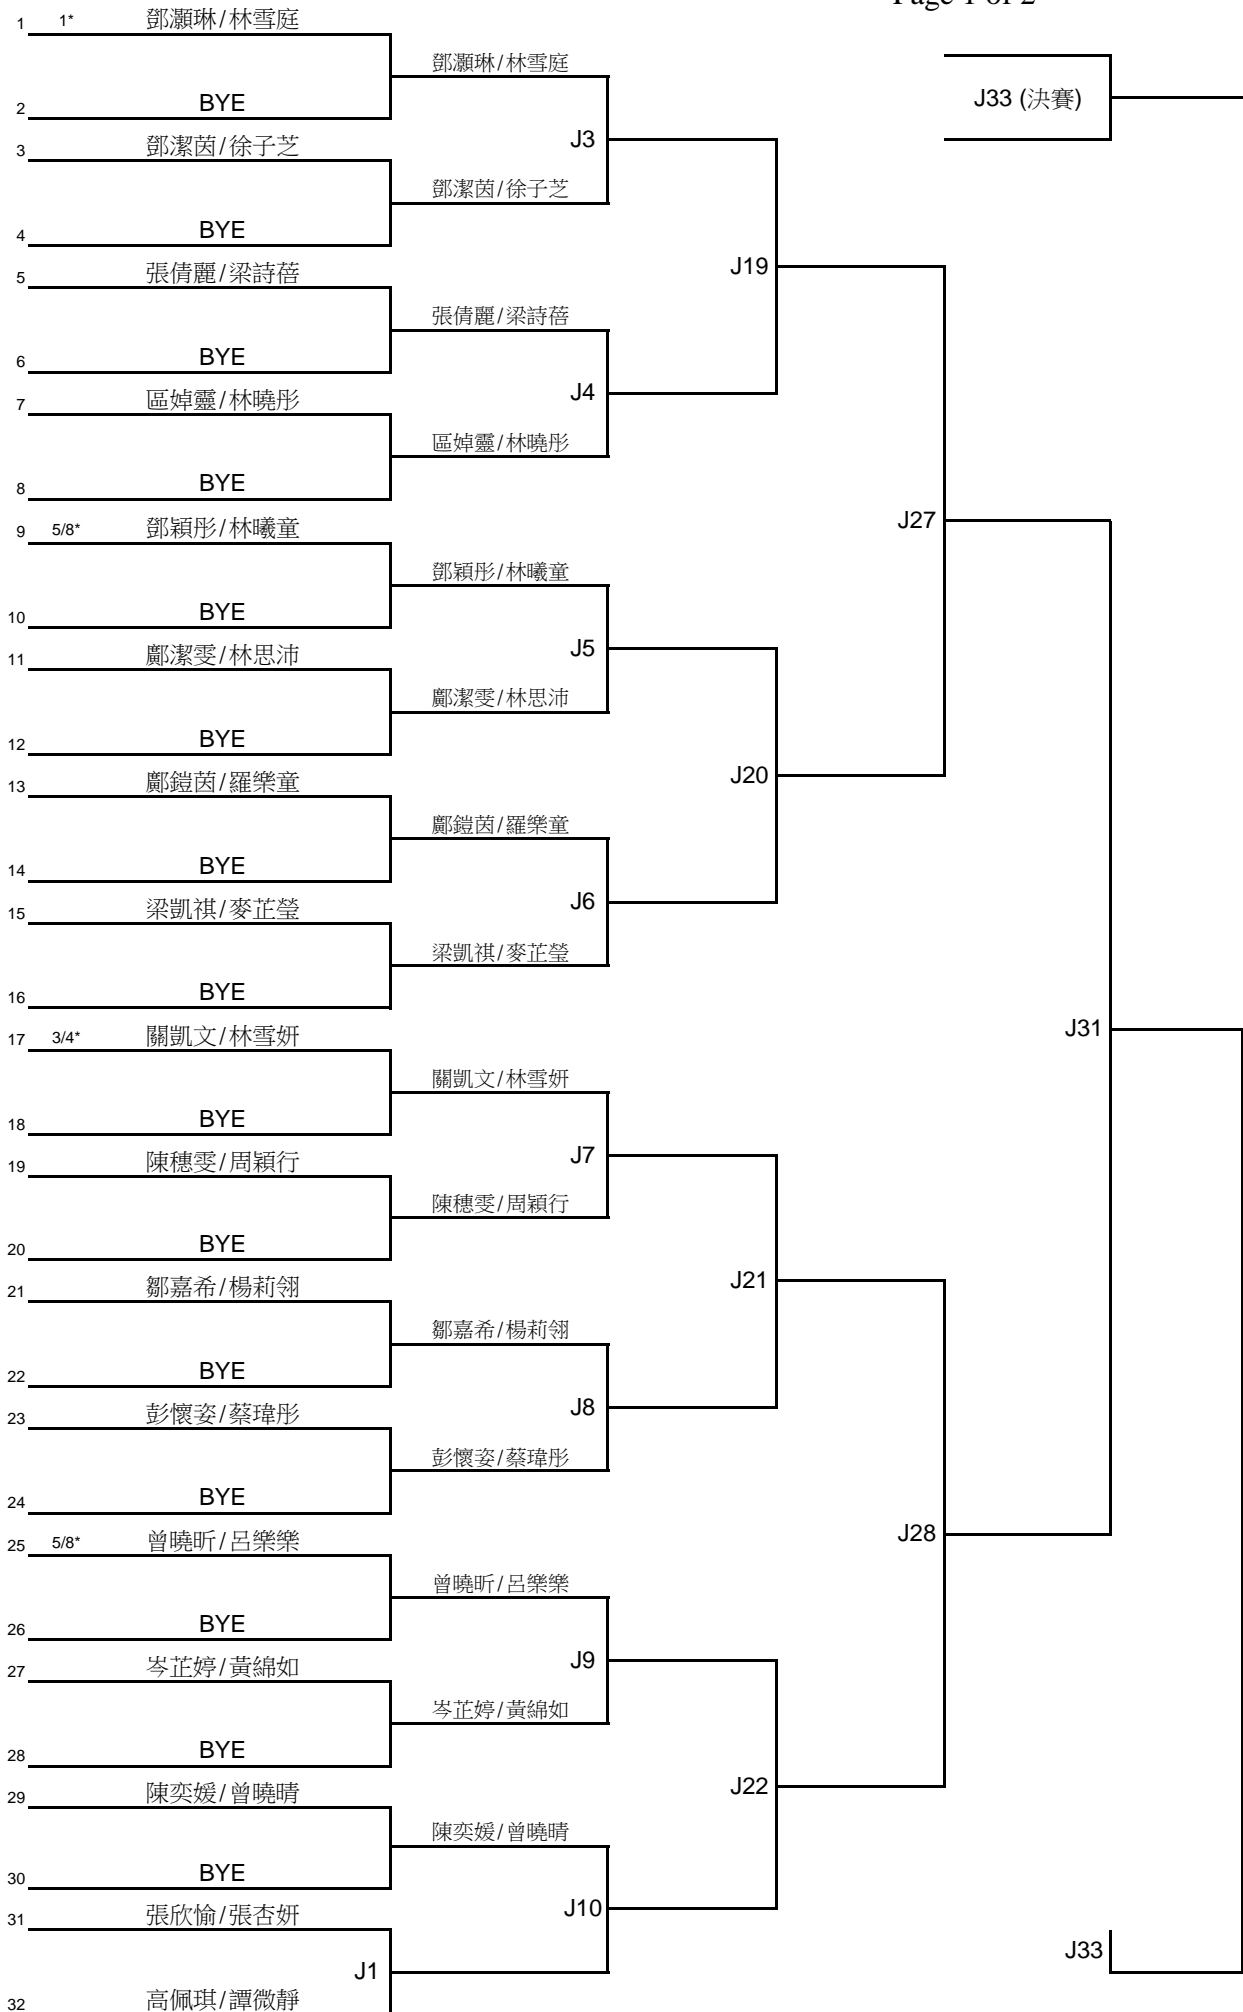 Page 1 of 2
1 1* 鄧灝琳/林雪庭
鄧灝琳/林雪庭
J33 (決賽)
2 BYE
J3
3 鄧潔茵/徐子芝
鄧潔茵/徐子芝
4 BYE
J19
5 張倩麗/梁詩蓓
張倩麗/梁詩蓓
6 BYE
J4
7 區婥靈/林曉彤
區婥靈/林曉彤
8 BYE
J27
9 5/8* 鄧穎彤/林曦童
鄧穎彤/林曦童
10 BYE
J5
11 鄺潔雯/林思沛
鄺潔雯/林思沛
12 BYE
J20
13 鄺鎧茵/羅樂童
鄺鎧茵/羅樂童
14 BYE
J6
15 梁凱祺/麥芷瑩
梁凱祺/麥芷瑩
16 BYE
J31
17 3/4* 關凱文/林雪妍
關凱文/林雪妍
18 BYE
J7
19 陳穗雯/周穎行
陳穗雯/周穎行
20 BYE
J21
21 鄒嘉希/楊莉翎
鄒嘉希/楊莉翎
22 BYE
J8
23 彭懷姿/蔡瑋彤
彭懷姿/蔡瑋彤
24 BYE
J28
25 5/8* 曾曉昕/呂樂樂
曾曉昕/呂樂樂
26 BYE
J9
27 岑芷婷/黃綿如
岑芷婷/黃綿如
28 BYE
J22
29 陳奕媛/曾曉晴
陳奕媛/曾曉晴
30 BYE
J10
31 張欣愉/張杏妍
J33
J1
32 高佩琪/譚微靜